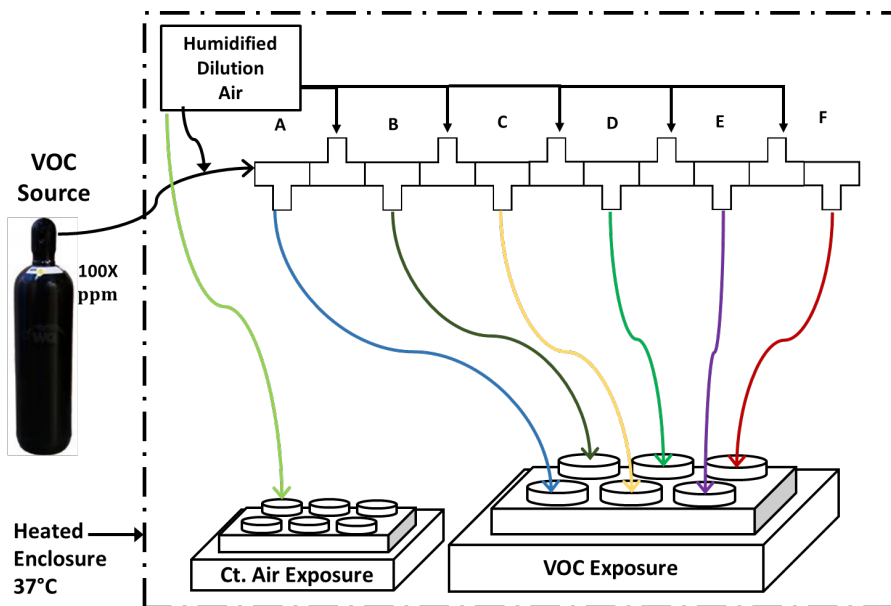 Humidified
Dilution
Air
A
B
C
D
E
F
VOC
Source
100X
ppm
Heated
Enclosure
37°C
Ct. Air Exposure
VOC Exposure